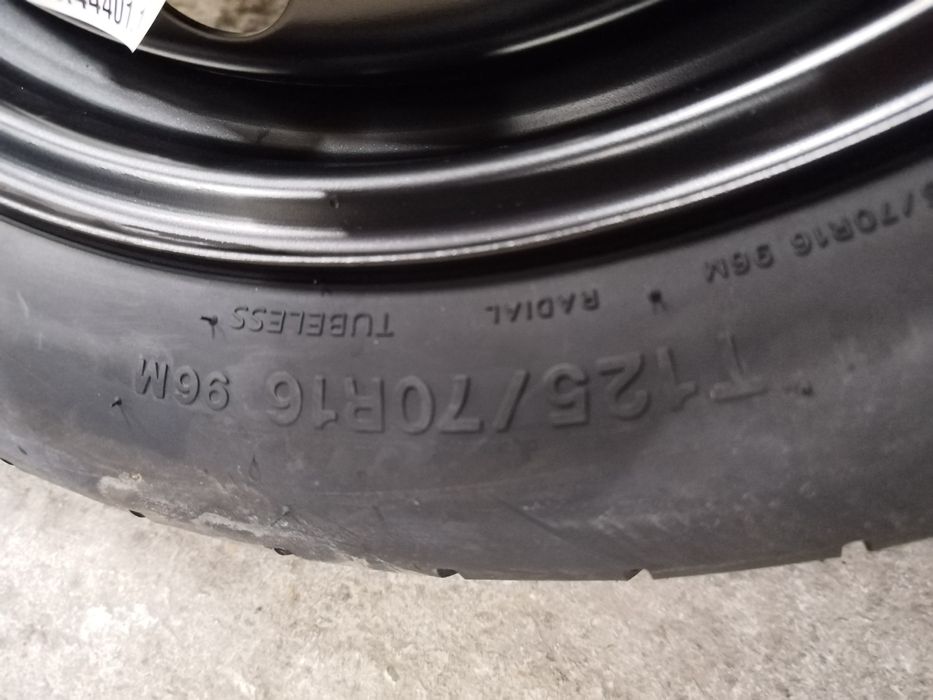 T125/70R16 96M
RADIAL TUBELESS
/70R16 96M